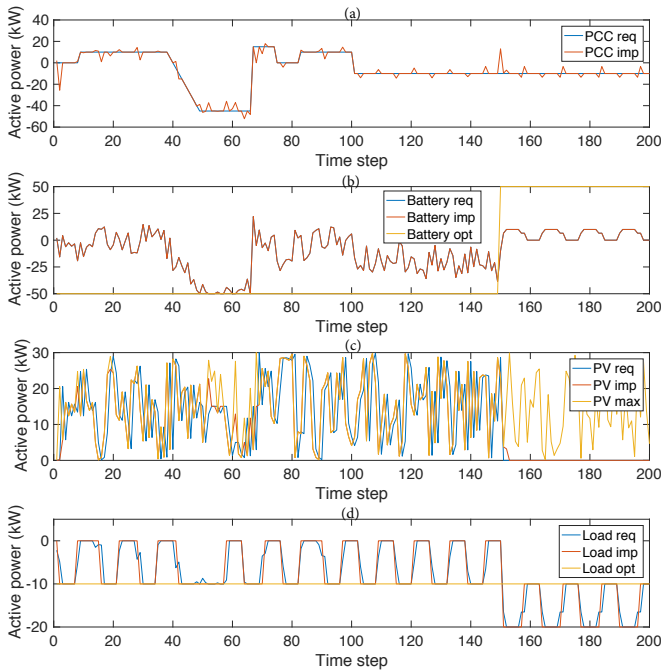 (a)
Active power (kW)
40
20
0
-20
-40
-60
PCC req
PCC imp
0 20 40 60 80 100 120 140 160 180 200
Time step
(b)
Active power (kW)
50
25
0
-25
-50
Battery req
Battery imp
Battery opt
0 20 40 60 80 100 120 140 160 180 200
Time step
(c)
Active power (kW)
30
20
10
0
PV req
PV imp
PV max
0 20 40 60 80 100 120 140 160 180 200
Time step
(d)
Active power (kW)
0
-10
-20
Load req
Load imp
Load opt
0 20 40 60 80 100 120 140 160 180 200
Time step